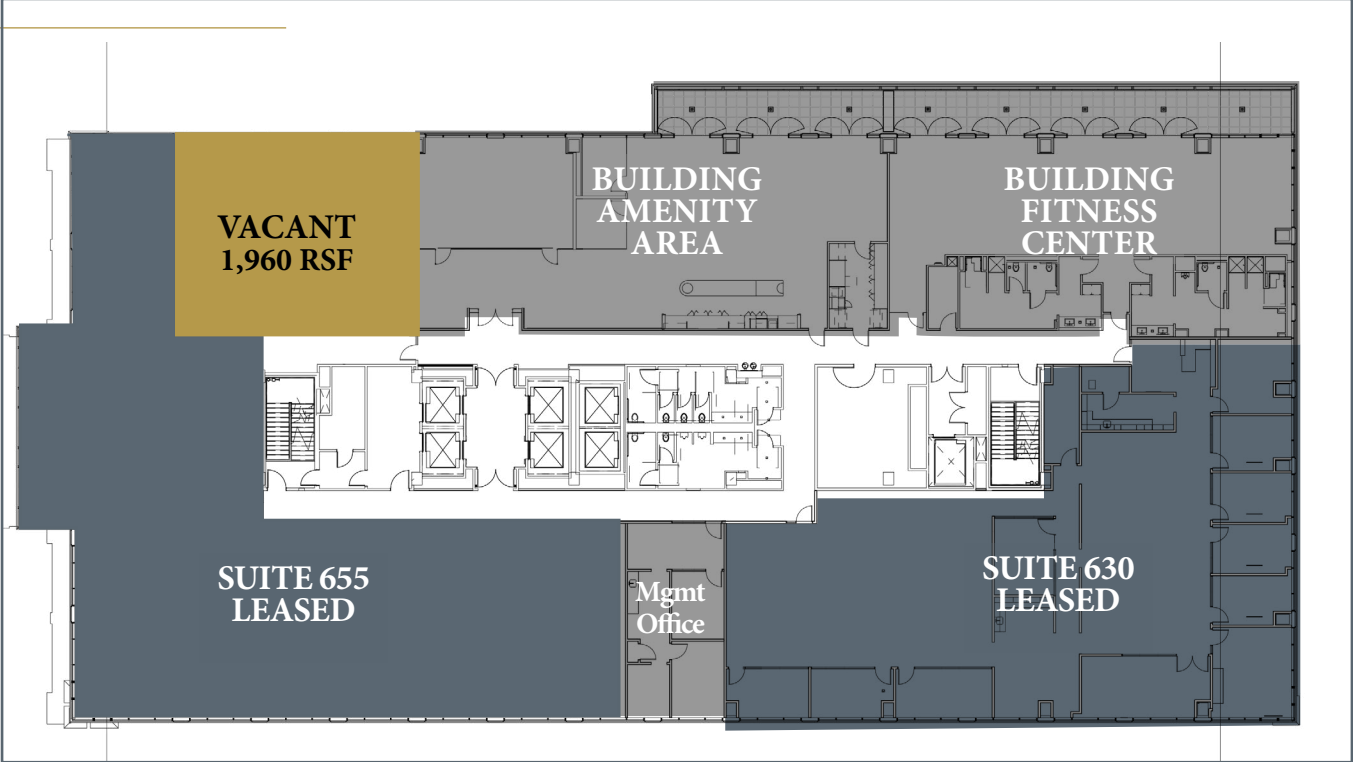 VACANT
1,960 RSF
BUILDING
AMENITY
AREA
BUILDING
FITNESS
CENTER
SUITE 655
LEASED
Mgmt
Office
SUITE 630
LEASED